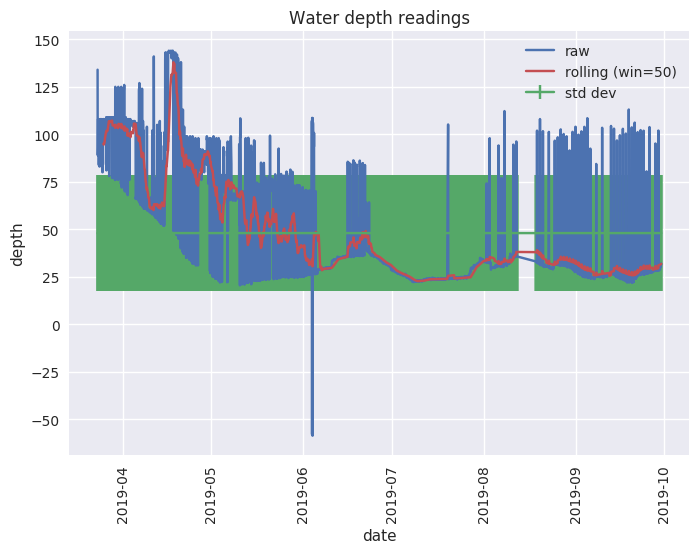 Water depth readings
raw
rolling (win=50)
std dev
150
125
100
75
50
25
0
−25
−50
depth
2019-04
2019-05
2019-06
2019-07
2019-08
2019-09
2019-10
date